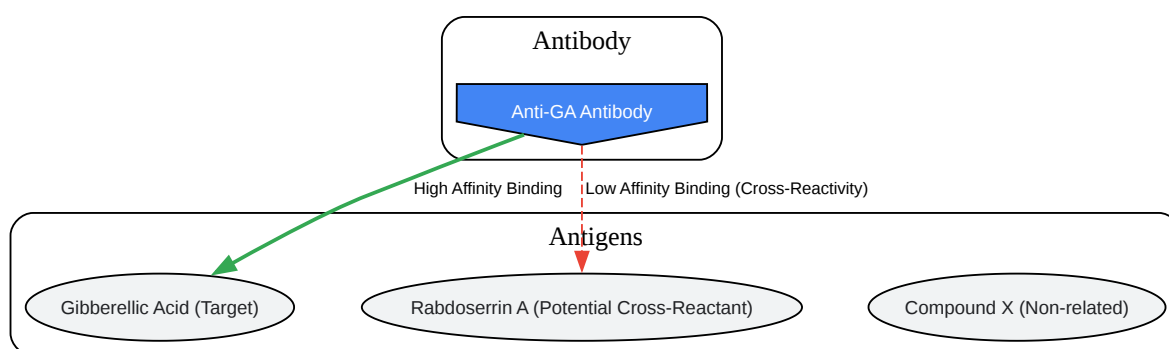 Antibody
Anti-GA Antibody
High Affinity Binding
Low Affinity Binding (Cross-Reactivity)
Antigens
Gibberellic Acid (Target)
Rabdoserrin A (Potential Cross-Reactant)
Compound X (Non-related)